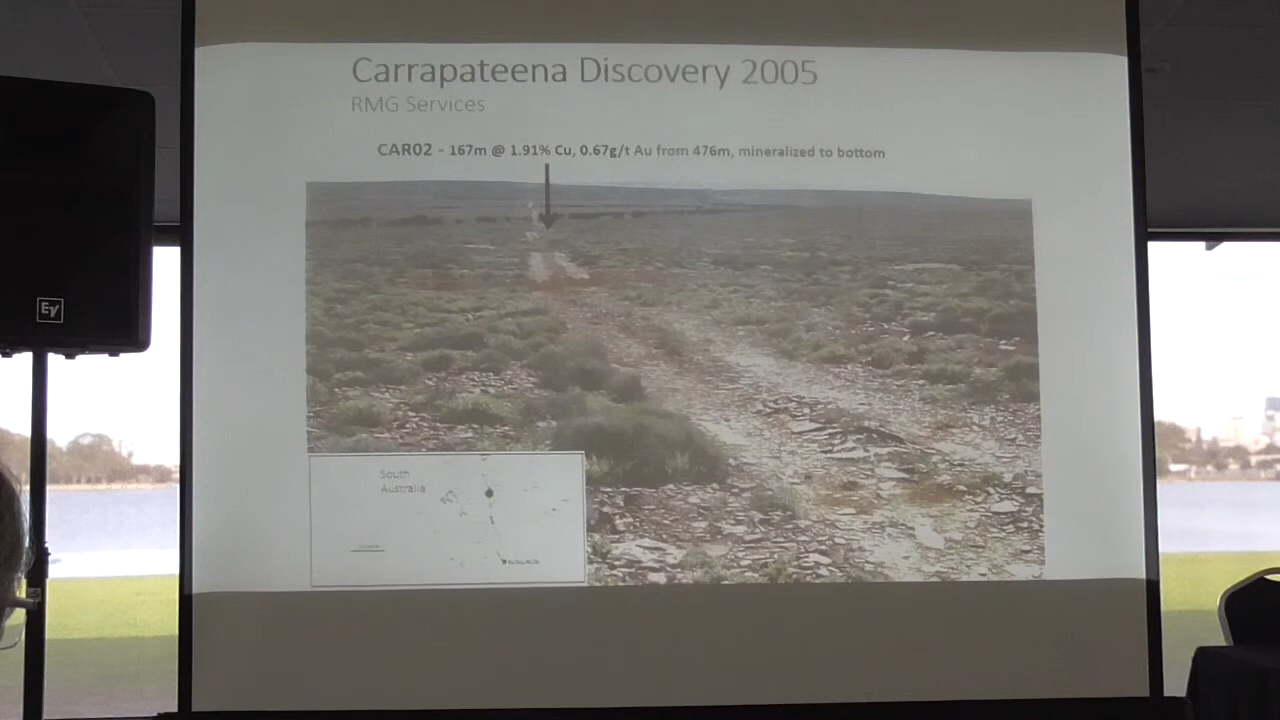 Carrapateena Discovery 2005
RMG Services
CAR02 - 167m @ 1.91% Cu, 0.67g/t Au from 476m, mineralized to bottom
South
Australia
EV